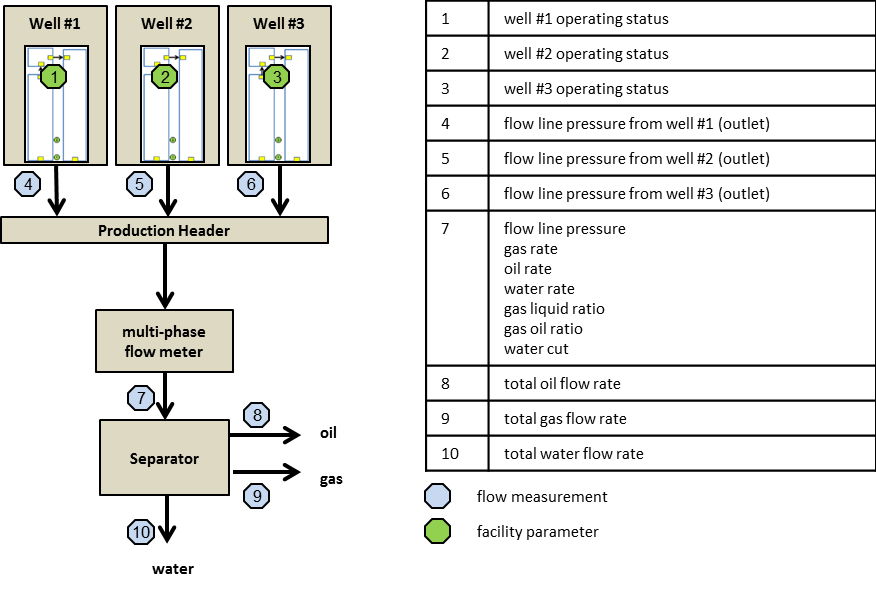 Well #1
Well #2
Well #3
1
2
3
4
5
6
Production Header
multi-phase
flow meter
7
Separator
8
oil
9
gas
10
water
1 well #1 operating status
2 well #2 operating status
3 well #3 operating status
4 flow line pressure from well #1 (outlet)
5 flow line pressure from well #2 (outlet)
6 flow line pressure from well #3 (outlet)
7 flow line pressure
gas rate
oil rate
water rate
gas liquid ratio
gas oil ratio
water cut
8 total oil flow rate
9 total gas flow rate
10 total water flow rate
flow measurement
facility parameter